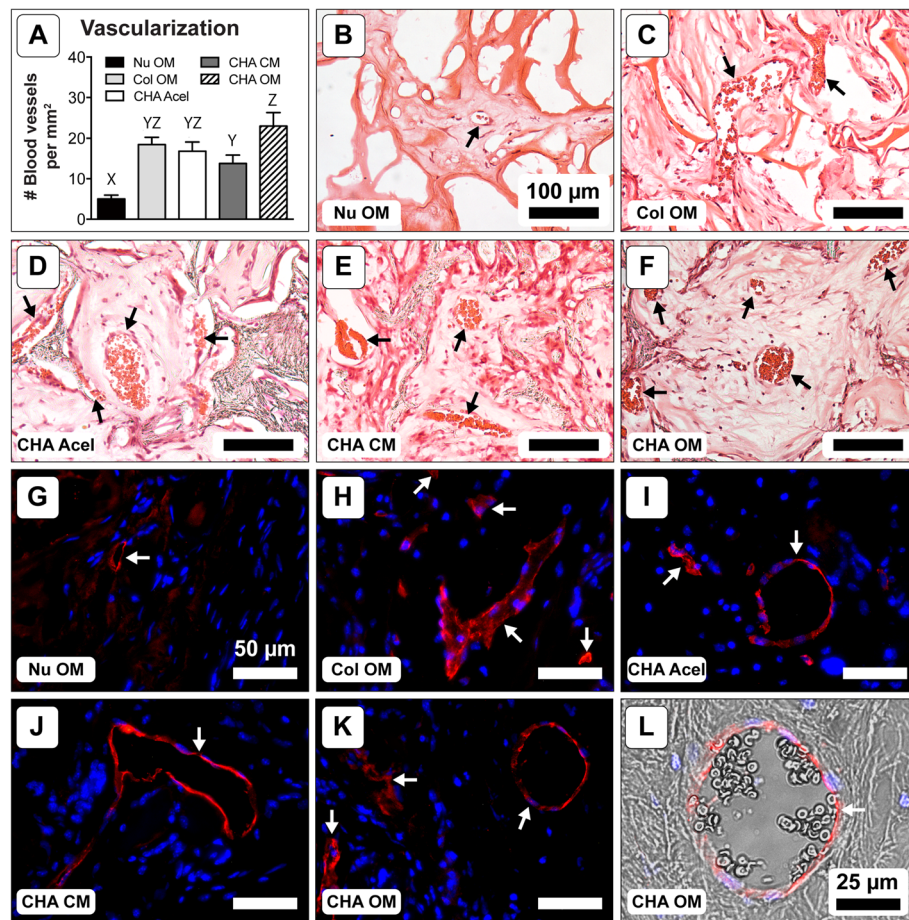 A
Vascularization
# Blood vessels
per mm²
40
30
20
10
0
Nu OM
Col OM
CHA Acel
CHA CM
CHA OM
X
YZ
YZ
Y
Z
B
Nu OM
100 µm
C
Col OM
D
CHA Acel
E
CHA CM
F
CHA OM
G
Nu OM
50 µm
H
Col OM
I
CHA Acel
J
CHA CM
K
CHA OM
L
CHA OM
25 µm